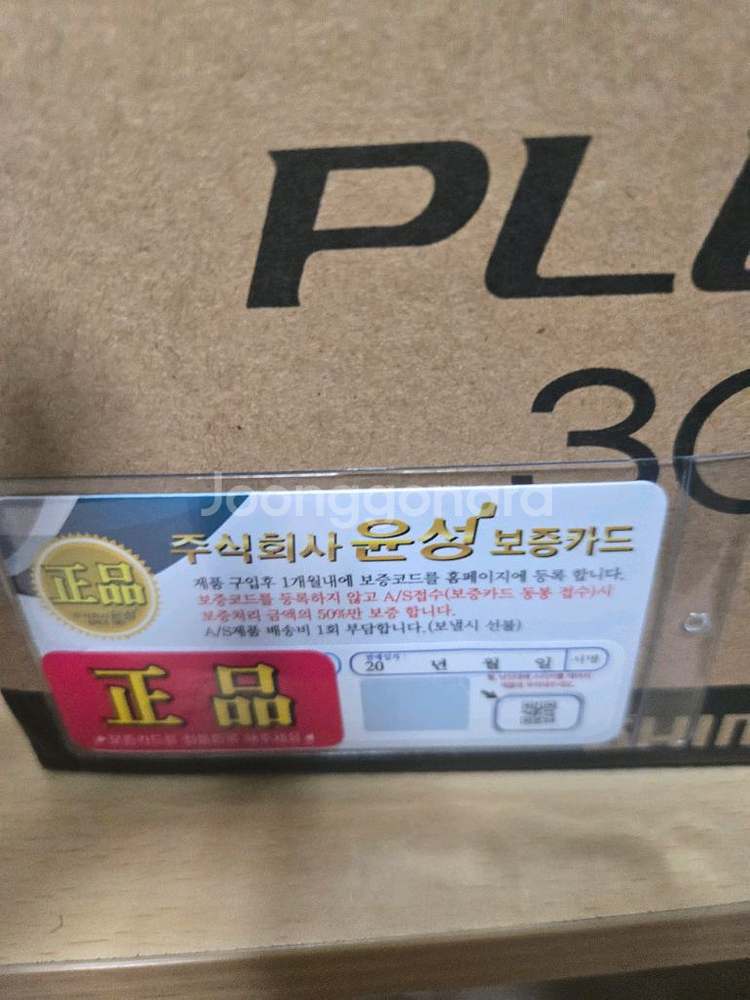 PL
30
Joonggonara
주식회사 윤성 보증카드
제품 구입후 1개월내에 보증코드를 홈페이지에 등록 합니다.
보증코드를 등록하지 않고 A/S접수(보증카드 동봉 접수)시
보증처리 금액의 50%만 보증 합니다.
A/S제품 배송비 1회 부담합니다.(보낼시 선불)
正品
20 년 월 일 서명
正品
SHIM